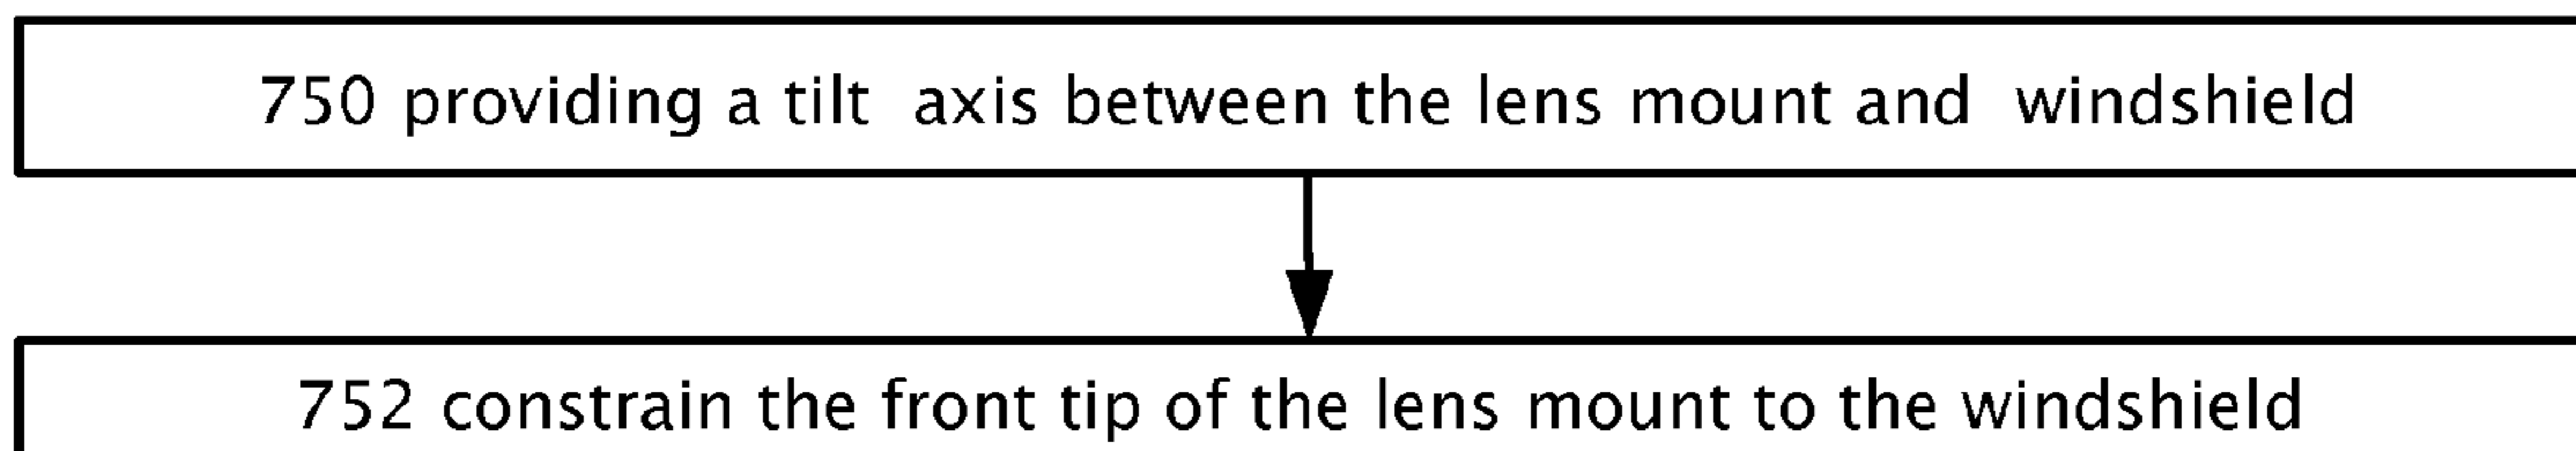 750 providing a tilt axis between the lens mount and windshield
752 constrain the front tip of the lens mount to the windshield